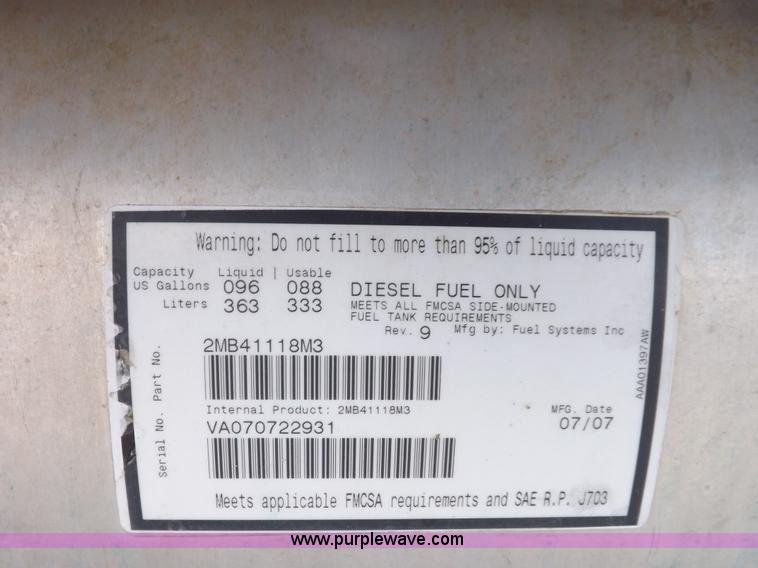 Warning: Do not fill to more than 95% of liquid capacity
Capacity Liquid | Usable
US Gallons 096 088
Liters 363 333
DIESEL FUEL ONLY
MEETS ALL FMCSA SIDE-MOUNTED
FUEL TANK REQUIREMENTS
Rev. 9 Mfg by: Fuel Systems Inc
Part No.
2MB41118M3
Internal Product: 2MB41118M3
Serial No.
VA070722931
MFG. Date
07/07
AAA01397AW
Meets applicable FMCSA requirements and SAE R.P. J703
www.purplewave.com